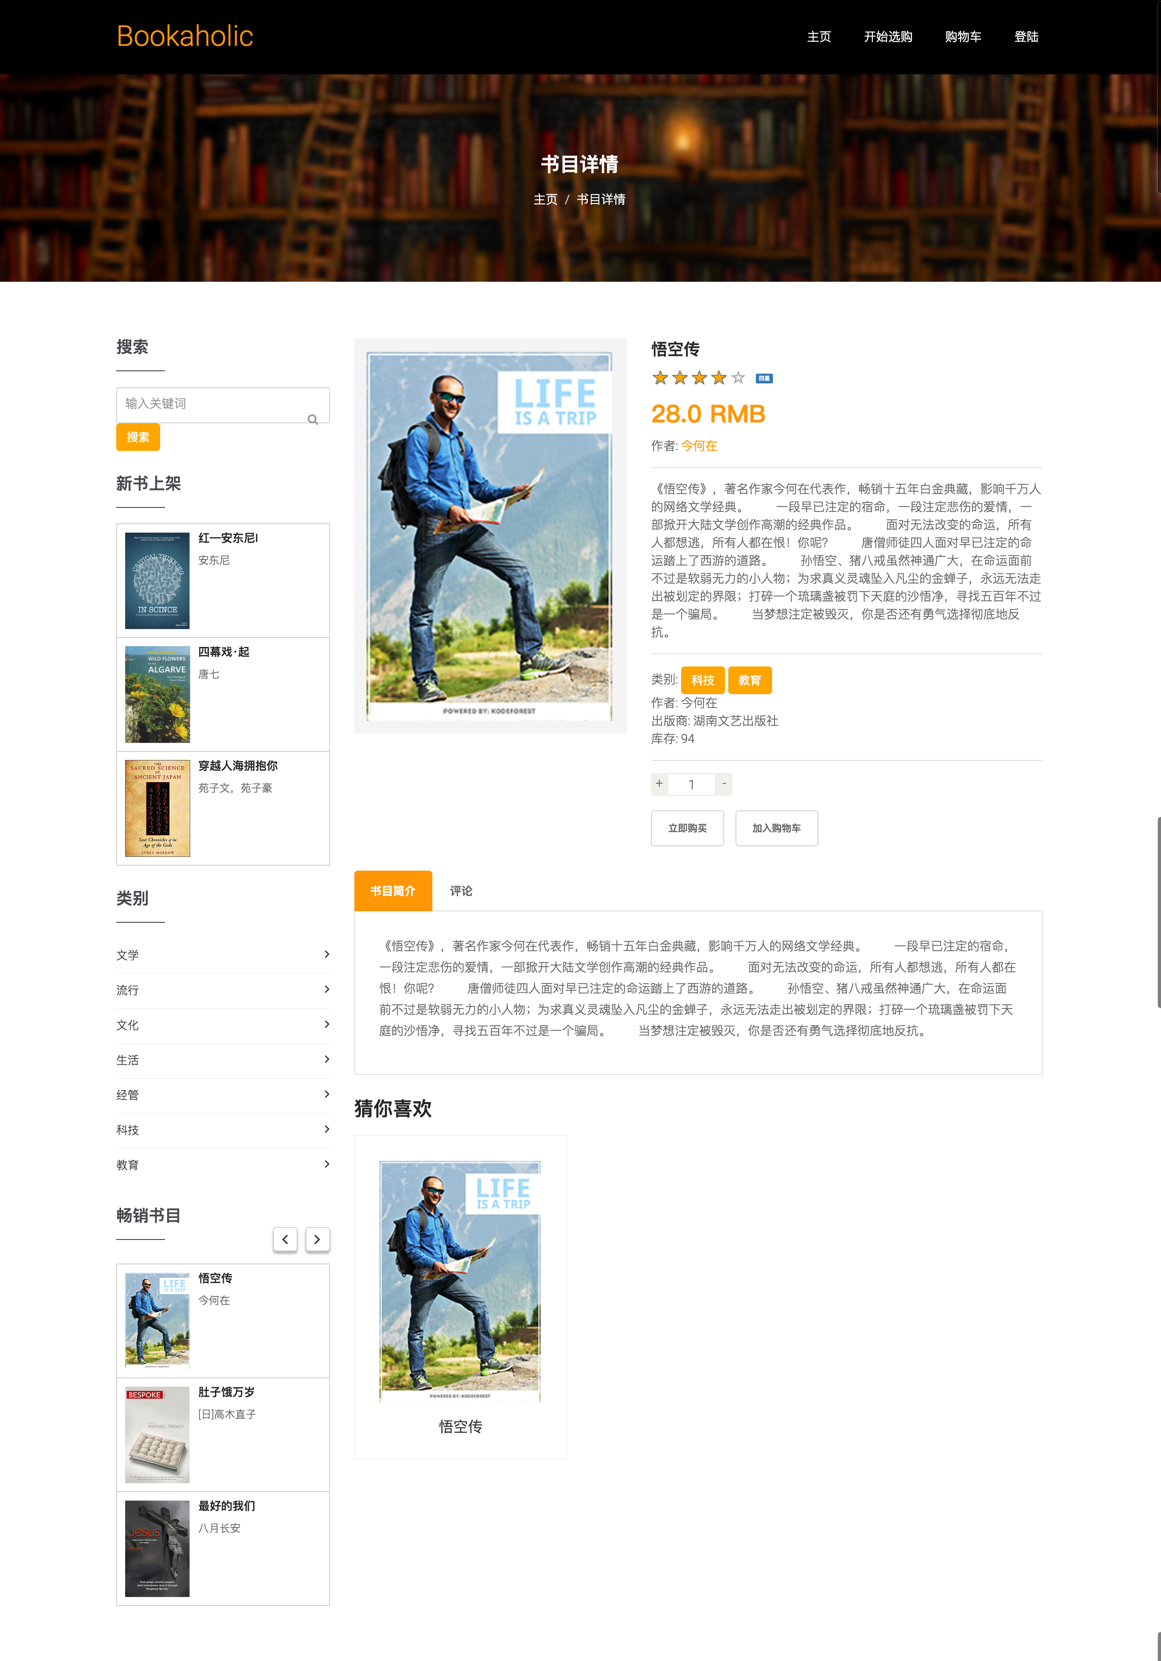 Bookaholic
主页 开始选购 购物车 登陆
书目详情
主页 / 书目详情
搜索
输入关键词
搜索
新书上架
红—安东尼I
安东尼
四幕戏·起
WILD FLOWERS
ALGARVE
唐七
穿越人海拥抱你
SACRED SCIENCE
ANCIENT JAPAN
苑子文，苑子豪
IN SCINCE
Lost Chronicles of the
Age of the Gods
类别
文学
流行
文化
生活
经管
科技
教育
畅销书目
悟空传
今何在
LIFE
IS A TRIP
肚子饿万岁
BESPOKE
[日]高木直子
MICHAEL TREACY
最好的我们
八月长安
JESUS
LIFE
IS A TRIP
POWERED BY: KODEFOREST
悟空传
四星
28.0 RMB
作者: 今何在
《悟空传》，著名作家今何在代表作，畅销十五年白金典藏，影响千万人
的网络文学经典。 一段早已注定的宿命，一段注定悲伤的爱情，一
部掀开大陆文学创作高潮的经典作品。 面对无法改变的命运，所有
人都想逃，所有人都在恨！你呢？ 唐僧师徒四人面对早已注定的命
运踏上了西游的道路。 孙悟空、猪八戒虽然神通广大，在命运面前
不过是软弱无力的小人物；为求真义灵魂坠入凡尘的金蝉子，永远无法走
出被划定的界限；打碎一个琉璃盏被罚下天庭的沙悟净，寻找五百年不过
是一个骗局。 当梦想注定被毁灭，你是否还有勇气选择彻底地反
抗。
类别: 科技 教育
作者: 今何在
出版商: 湖南文艺出版社
库存: 94
+ 1 -
立即购买 加入购物车
书目简介 评论
《悟空传》，著名作家今何在代表作，畅销十五年白金典藏，影响千万人的网络文学经典。 一段早已注定的宿命，
一段注定悲伤的爱情，一部掀开大陆文学创作高潮的经典作品。 面对无法改变的命运，所有人都想逃，所有人都在
恨！你呢？ 唐僧师徒四人面对早已注定的命运踏上了西游的道路。 孙悟空、猪八戒虽然神通广大，在命运面
前不过是软弱无力的小人物；为求真义灵魂坠入凡尘的金蝉子，永远无法走出被划定的界限；打碎一个琉璃盏被罚下天
庭的沙悟净，寻找五百年不过是一个骗局。 当梦想注定被毁灭，你是否还有勇气选择彻底地反抗。
猜你喜欢
LIFE
IS A TRIP
POWERED BY: KODEFOREST
悟空传